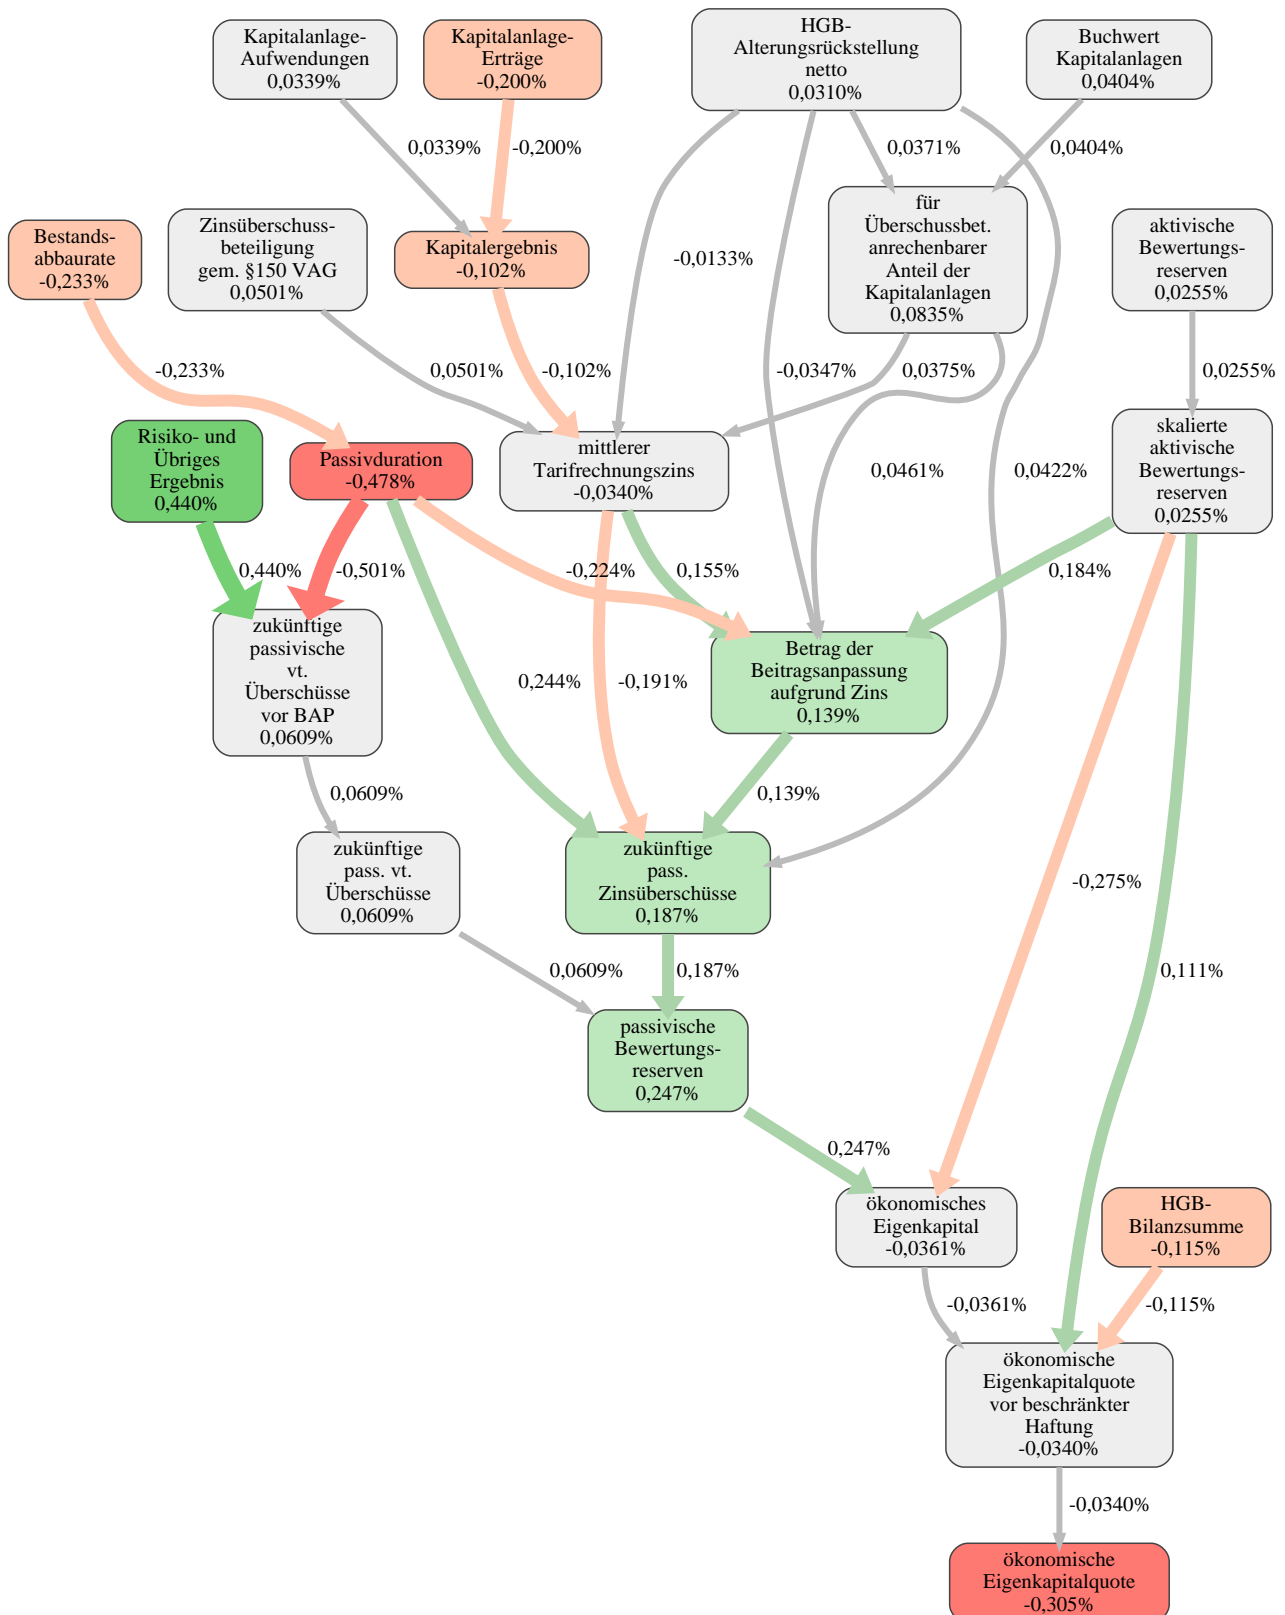 Kapitalanlage-
Aufwendungen
0,0339%
Kapitalanlage-
Erträge
-0,200%
HGB-
Alterungsrückstellung
netto
0,0310%
Buchwert
Kapitalanlagen
0,0404%
0,0339%
-0,200%
0,0371%
0,0404%
Bestands-
abbaurate
-0,233%
Zinsüberschuss-
beteiligung
gem. §150 VAG
0,0501%
Kapitalergebnis
-0,102%
-0,0133%
für
Überschussbet.
anrechenbarer
Anteil der
Kapitalanlagen
0,0835%
aktivische
Bewertungs-
reserven
0,0255%
-0,233%
0,0501%
-0,102%
-0,0347%
0,0375%
0,0255%
Risiko- und
Übriges
Ergebnis
0,440%
Passivduration
-0,478%
mittlerer
Tarifrechnungszins
-0,0340%
0,0461%
0,0422%
skalierte
aktivische
Bewertungs-
reserven
0,0255%
0,440%
-0,501%
-0,224%
0,155%
0,184%
zukünftige
passivische
vt.
Überschüsse
vor BAP
0,0609%
0,244%
-0,191%
Betrag der
Beitragsanpassung
aufgrund Zins
0,139%
0,0609%
0,139%
zukünftige
pass. vt.
Überschüsse
0,0609%
zukünftige
pass.
Zinsüberschüsse
0,187%
-0,275%
0,0609%
0,187%
0,111%
passivische
Bewertungs-
reserven
0,247%
0,247%
ökonomisches
Eigenkapital
-0,0361%
HGB-
Bilanzsumme
-0,115%
-0,0361%
-0,115%
ökonomische
Eigenkapitalquote
vor beschränkter
Haftung
-0,0340%
-0,0340%
ökonomische
Eigenkapitalquote
-0,305%